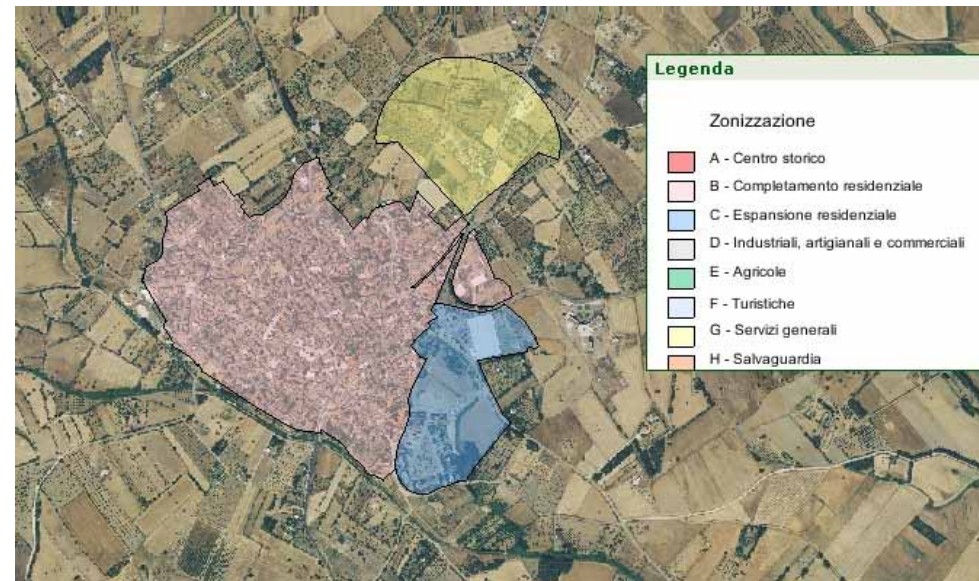 Legenda
Zonizzazione
A - Centro storico
B - Completamento residenziale
C - Espansione residenziale
D - Industriali, artigianali e commerciali
E - Agricole
F - Turistiche
G - Servizi generali
H - Salvaguardia